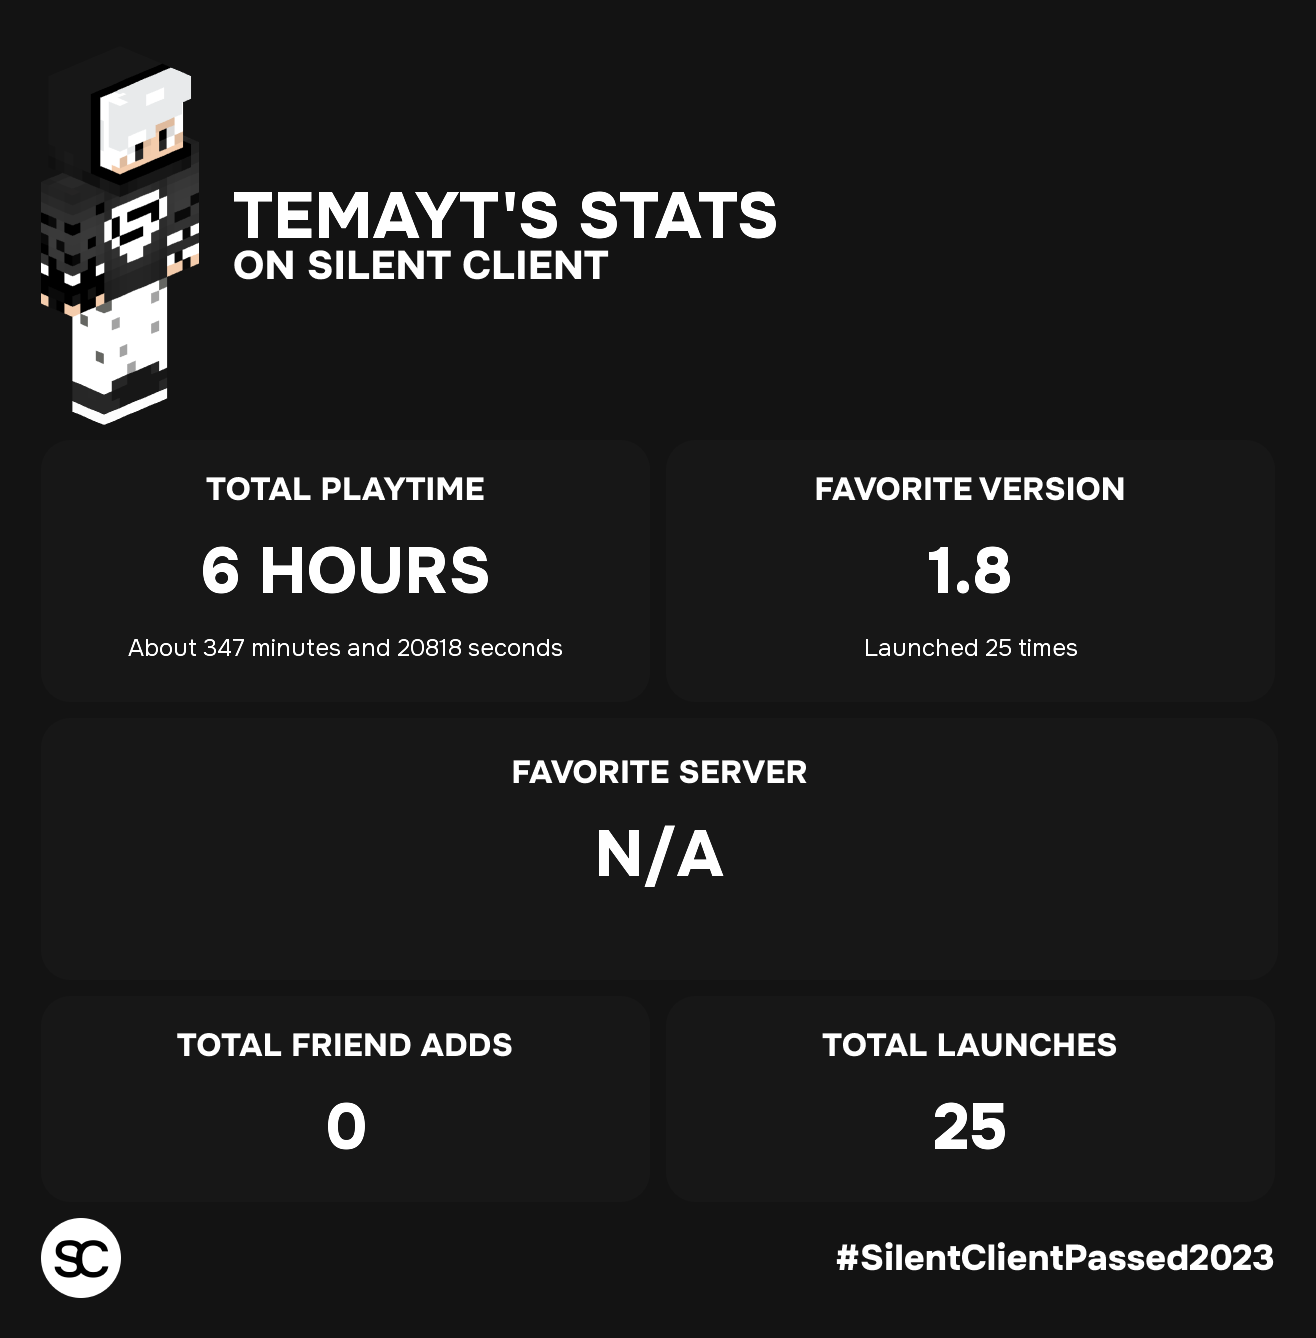 TEMAYT'S STATS
ON SILENT CLIENT
TOTAL PLAYTIME
6 HOURS
About 347 minutes and 20818 seconds
FAVORITE VERSION
1.8
Launched 25 times
FAVORITE SERVER
N/A
TOTAL FRIEND ADDS
0
TOTAL LAUNCHES
25
SC
#SilentClientPassed2023